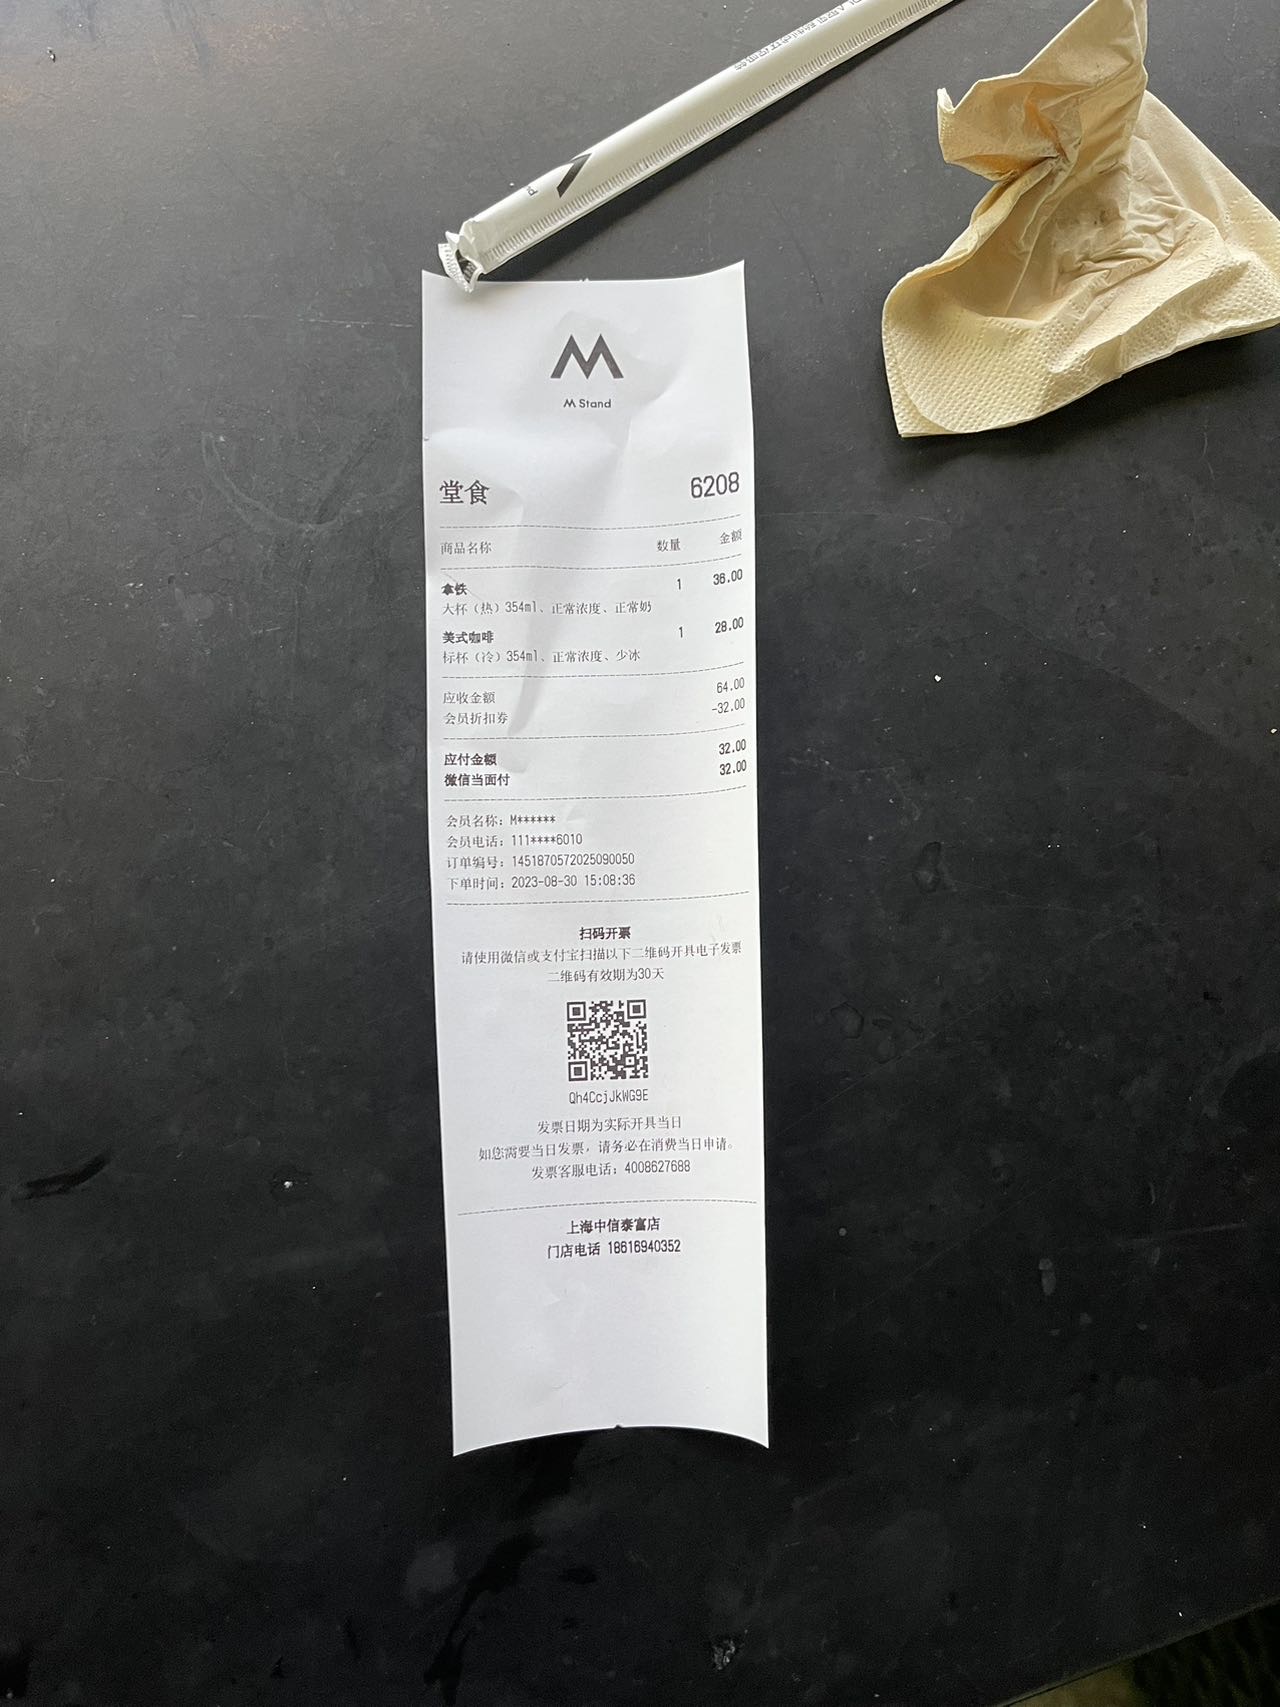 M Stand
堂食 6208
商品名称 数量 金额
拿铁 1 36.00
大杯（热）354ml、正常浓度、正常奶
美式咖啡 1 28.00
标杯（冷）354ml、正常浓度、少冰
应收金额 64.00
会员折扣券 -32.00
应付金额 32.00
微信当面付 32.00
会员名称：M******
会员电话：111****6010
订单编号：1451870572025090050
下单时间：2023-08-30 15:08:36
扫码开票
请使用微信或支付宝扫描以下二维码开具电子发票
二维码有效期为30天
Qh4CcjJkWG9E
发票日期为实际开具当日
如您需要当日发票，请务必在消费当日申请。
发票客服电话：4008627688
上海中信泰富店
门店电话 18616940352